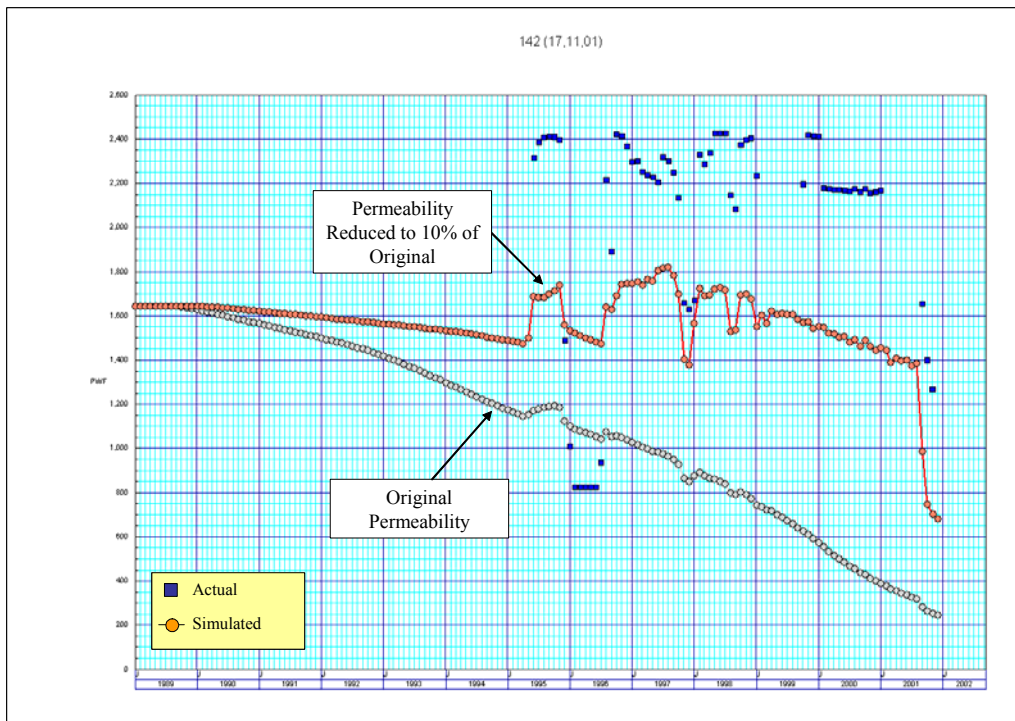 142 (17,11,01)
2,600
2,400
2,200
2,000
1,800
1,600
1,400
1,200
1,000
800
600
400
200
0
PWF
Permeability
Reduced to 10% of
Original
Original
Permeability
Actual
Simulated
J J J J J J J J J J J J J J
1989 1990 1991 1992 1993 1994 1995 1996 1997 1998 1999 2000 2001 2002